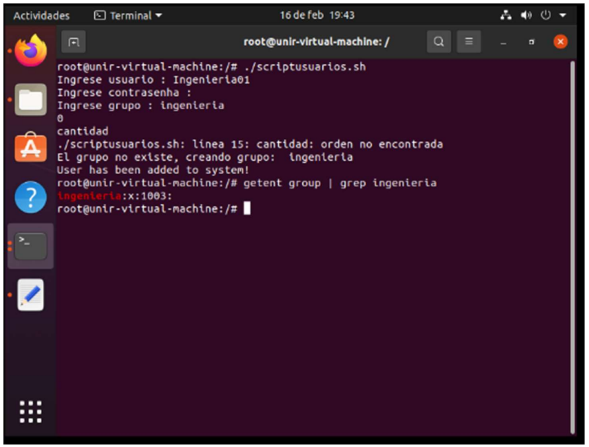 Actividades
Terminal
16 de feb 19:43
root@unir-virtual-machine: /
root@unir-virtual-machine:/# ./scriptusuarios.sh
Ingrese usuario : Ingenieria01
Ingrese contrasenha :
Ingrese grupo : ingenieria
0
cantidad
./scriptusuarios.sh: línea 15: cantidad: orden no encontrada
El grupo no existe, creando grupo:  ingenieria
User has been added to system!
root@unir-virtual-machine:/# getent group | grep ingenieria
ingenieria:x:1003:
root@unir-virtual-machine:/#